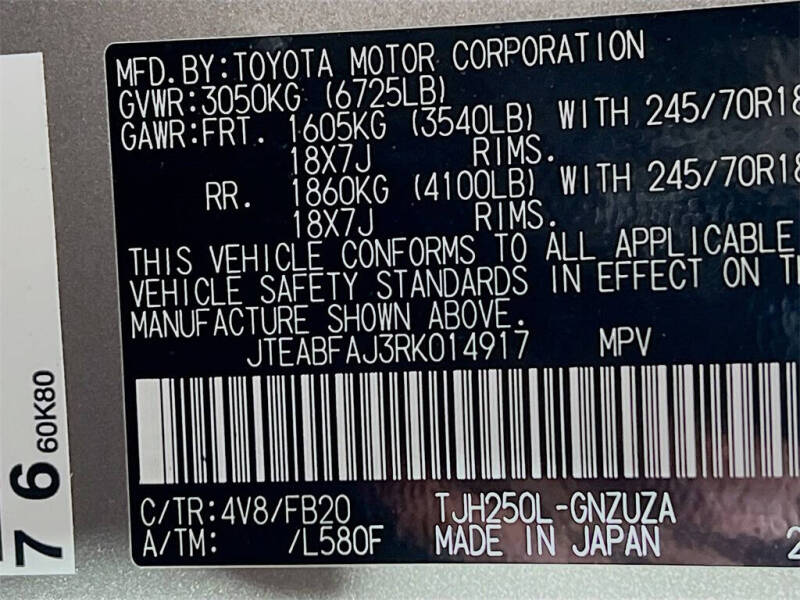 MFD.BY:TOYOTA MOTOR CORPORATION
GVWR:3050KG (6725LB)
GAWR:FRT. 1605KG (3540LB) WITH 245/70R18
18X7J RIMS.
RR. 1860KG (4100LB) WITH 245/70R18
18X7J RIMS.
THIS VEHICLE CONFORMS TO ALL APPLICABLE
VEHICLE SAFETY STANDARDS IN EFFECT ON
MANUFACTURE SHOWN ABOVE.
JTEABFAJ3RK014917 MPV
C/TR:4V8/FB20 TJH250L-GNZUZA
A/TM: /L580F MADE IN JAPAN
76 60K80